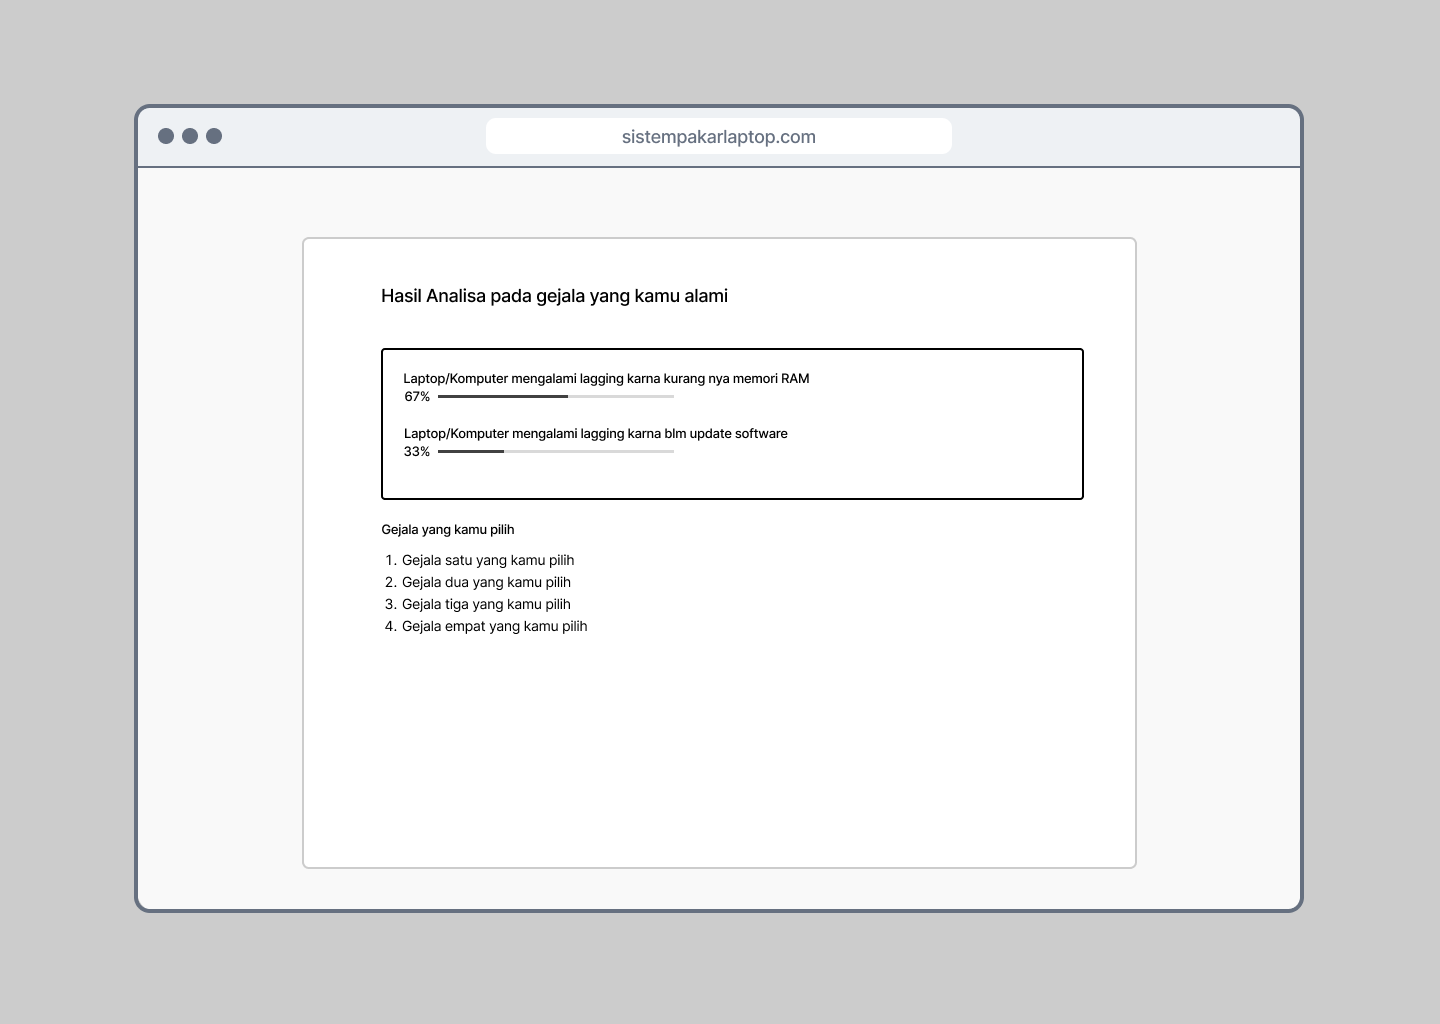 sistempakarlaptop.com
Hasil Analisa pada gejala yang kamu alami
Laptop/Komputer mengalami lagging karna kurang nya memori RAM
67%
Laptop/Komputer mengalami lagging karna blm update software
33%
Gejala yang kamu pilih
1. Gejala satu yang kamu pilih
2. Gejala dua yang kamu pilih
3. Gejala tiga yang kamu pilih
4. Gejala empat yang kamu pilih